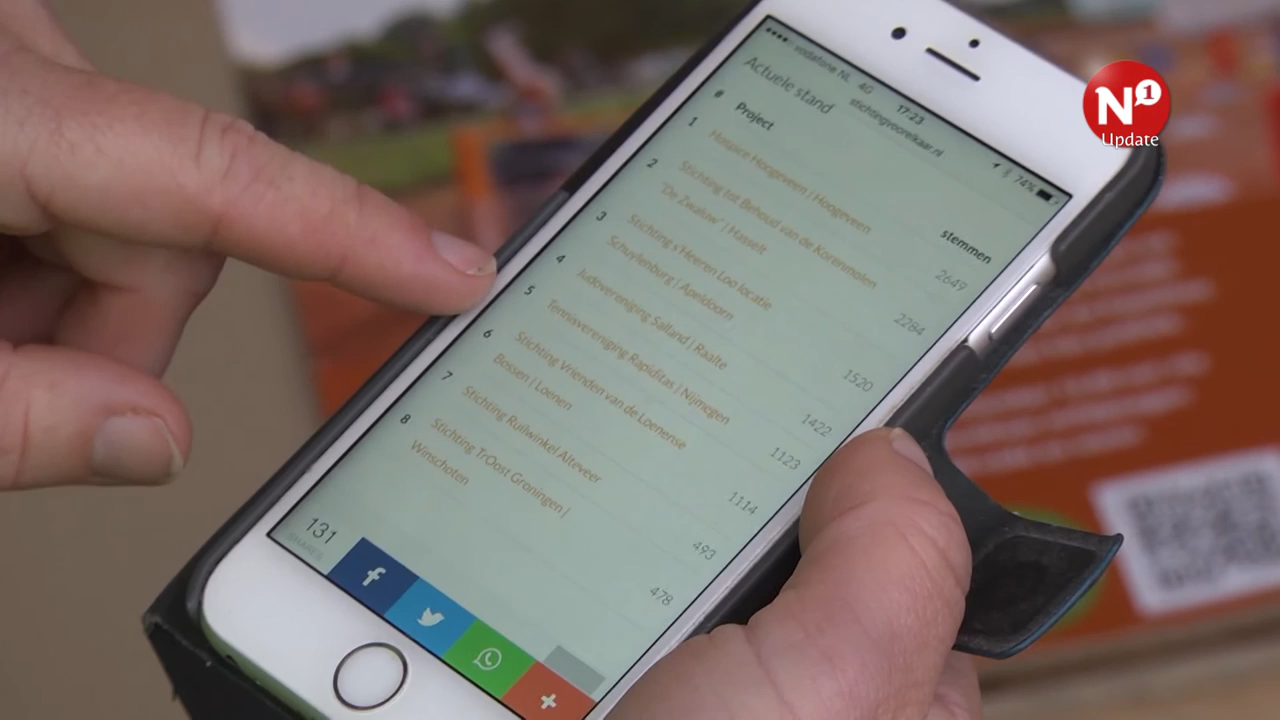 N1
Update
vodafone NL 4G 17:23 74%
stichtingvoorelkaar.nl
Actuele stand
# Project stemmen
1 Hospice Hoogeveen | Hoogeveen 2649
2 Stichting tot Behoud van de Korenmolen
'De Zwaluw' | Hasselt 2284
3 Stichting 's Heeren Loo locatie
Schuylenburg | Apeldoorn 1520
4 Judovereniging Salland | Raalte 1422
5 Tennisvereniging Rapiditas | Nijmegen 1123
6 Stichting Vrienden van de Loenense
Bossen | Loenen 1114
7 Stichting Ruilwinkel Alteveer 493
8 Stichting TrOost Groningen |
Winschoten 478
131
SHARES